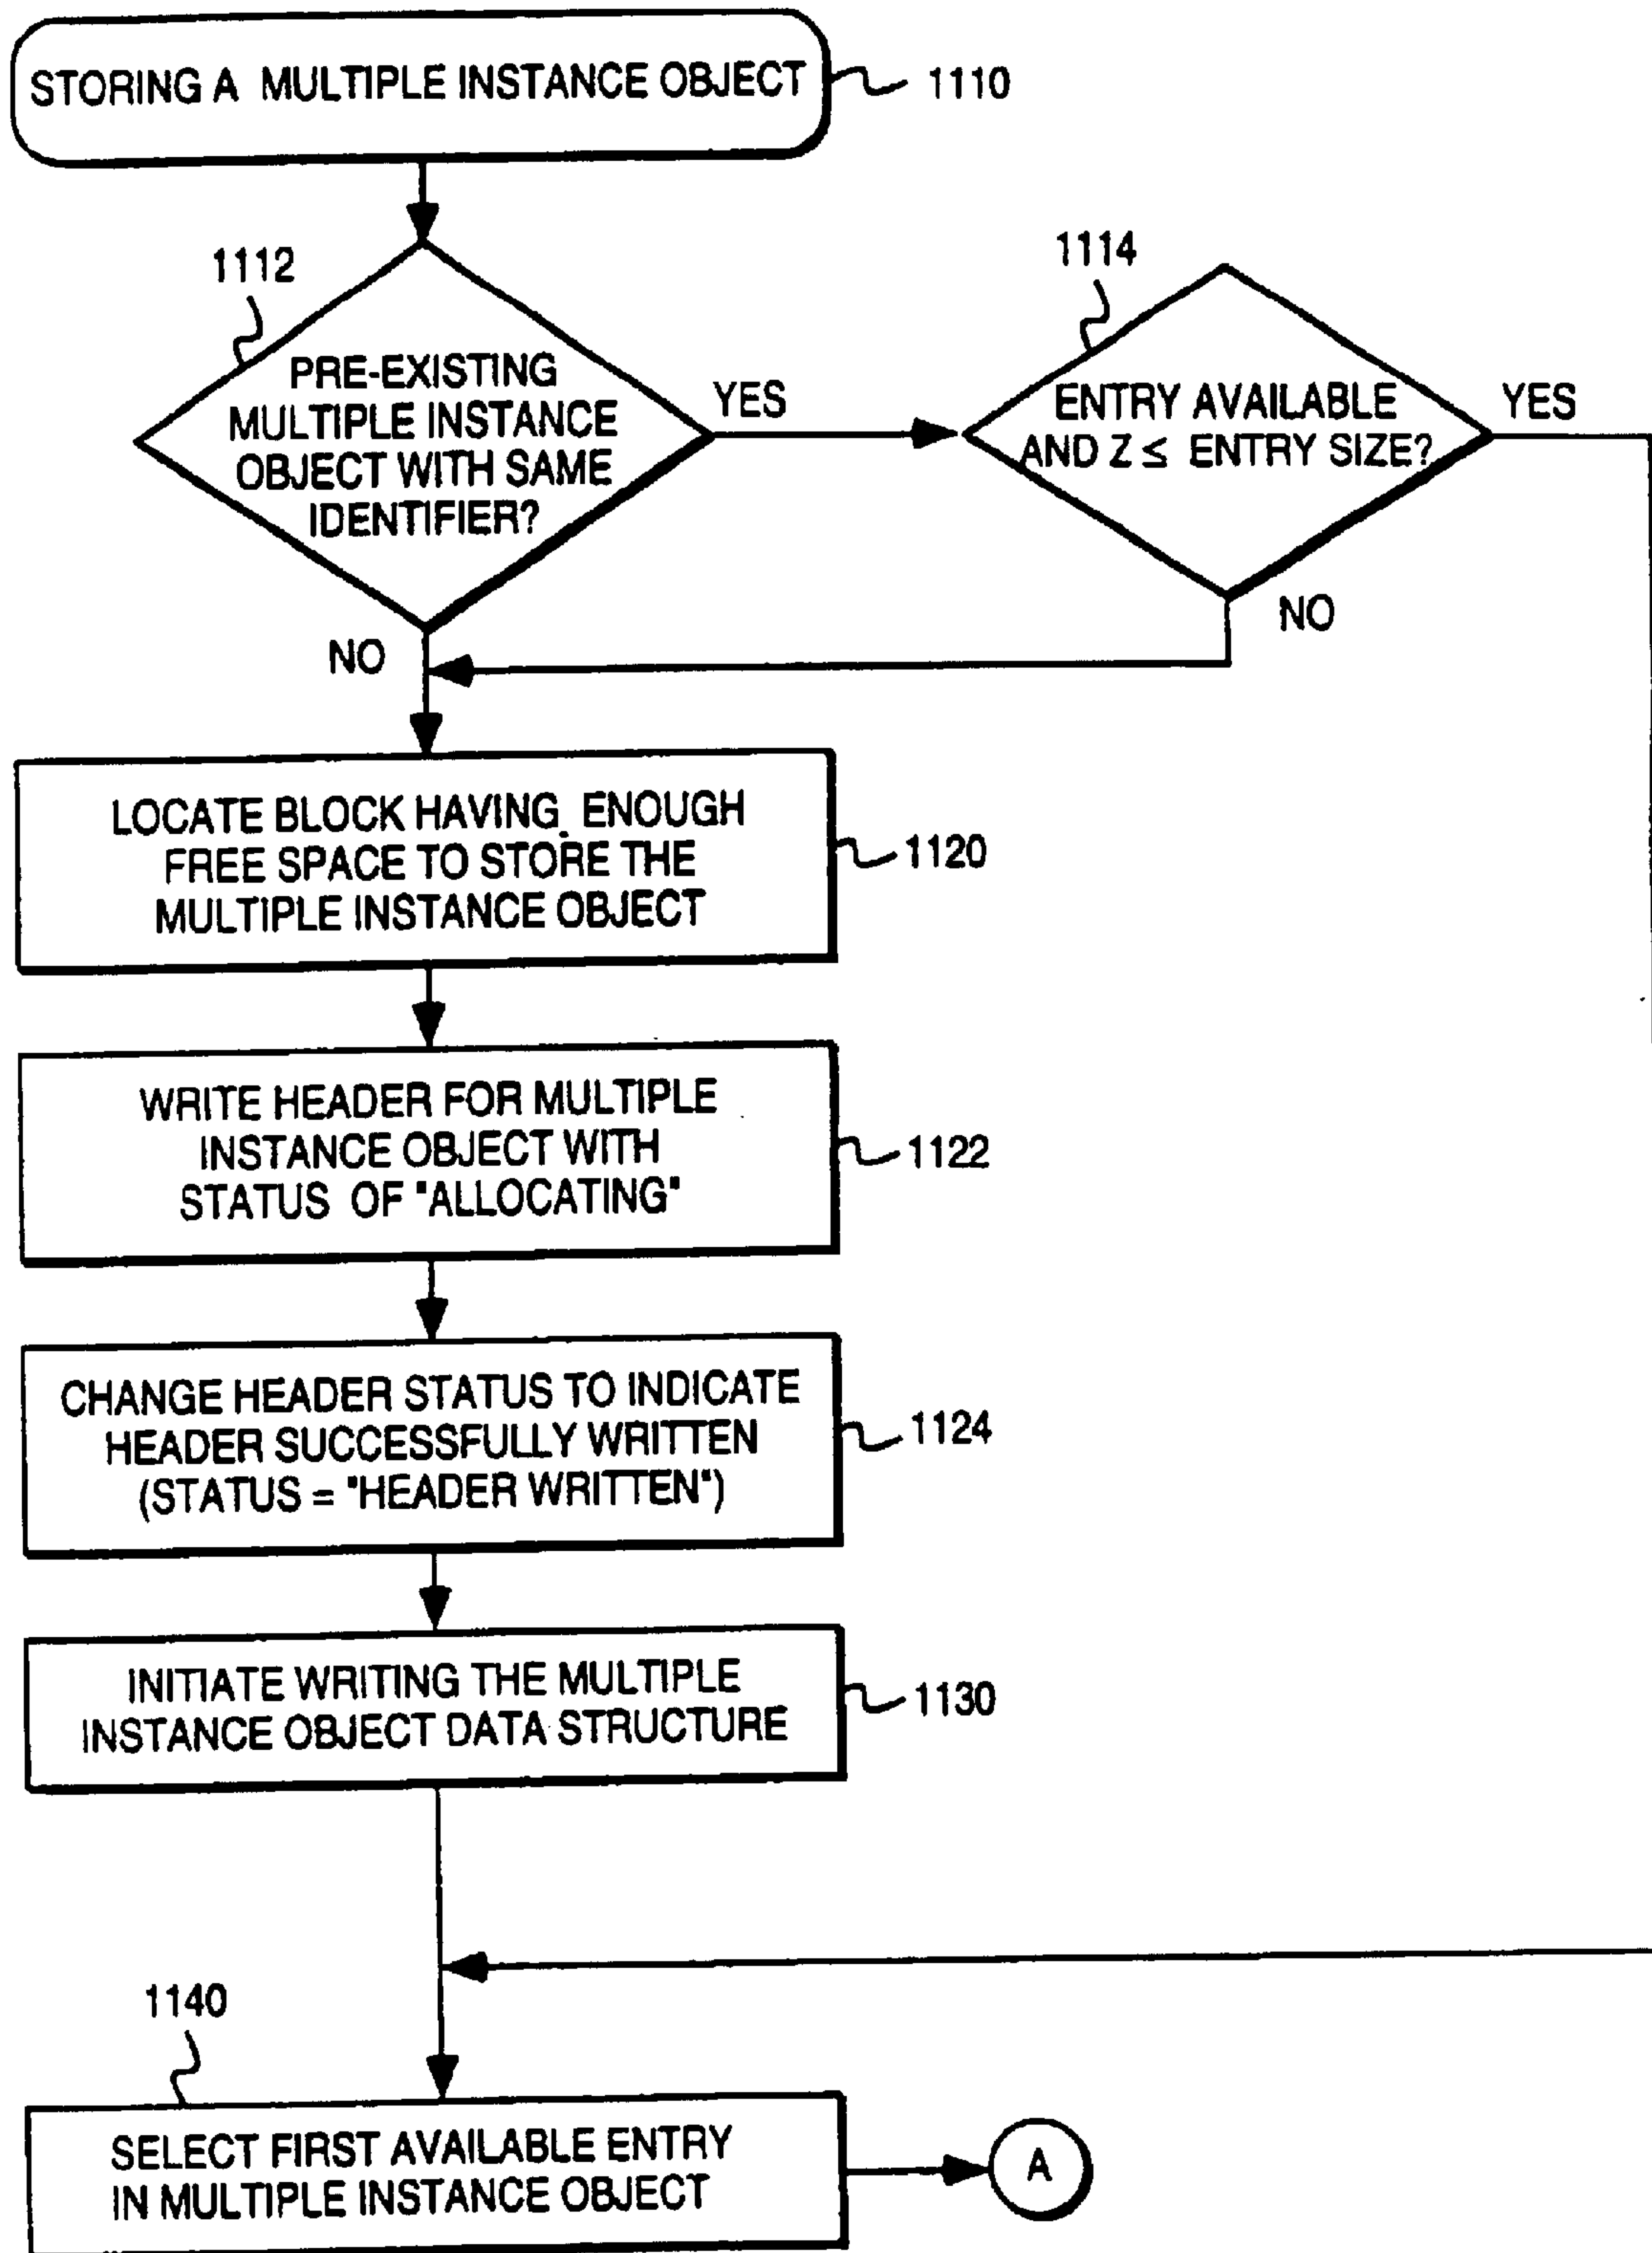 STORING A MULTIPLE INSTANCE OBJECT
1110
1112
PRE-EXISTING
MULTIPLE INSTANCE
OBJECT WITH SAME
IDENTIFIER?
YES
NO
1114
ENTRY AVAILABLE
AND Z ≤ ENTRY SIZE?
YES
NO
LOCATE BLOCK HAVING ENOUGH
FREE SPACE TO STORE THE
MULTIPLE INSTANCE OBJECT
1120
WRITE HEADER FOR MULTIPLE
INSTANCE OBJECT WITH
STATUS OF "ALLOCATING"
1122
CHANGE HEADER STATUS TO INDICATE
HEADER SUCCESSFULLY WRITTEN
(STATUS = "HEADER WRITTEN")
1124
INITIATE WRITING THE MULTIPLE
INSTANCE OBJECT DATA STRUCTURE
1130
1140
SELECT FIRST AVAILABLE ENTRY
IN MULTIPLE INSTANCE OBJECT
A